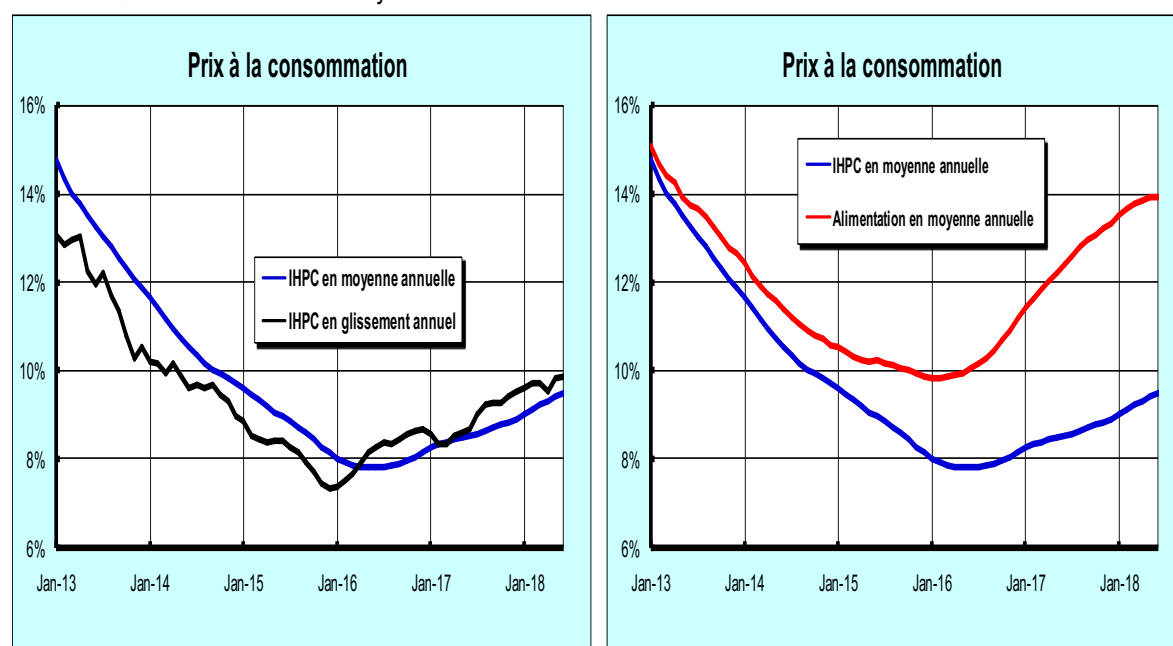 Prix à la consommation
16%
14%
12%
10%
8%
6%
IHPC en moyenne annuelle
IHPC en glissement annuel
Jan-13 Jan-14 Jan-15 Jan-16 Jan-17 Jan-18
Prix à la consommation
16%
14%
12%
10%
8%
6%
IHPC en moyenne annuelle
Alimentation en moyenne annuelle
Jan-13 Jan-14 Jan-15 Jan-16 Jan-17 Jan-18